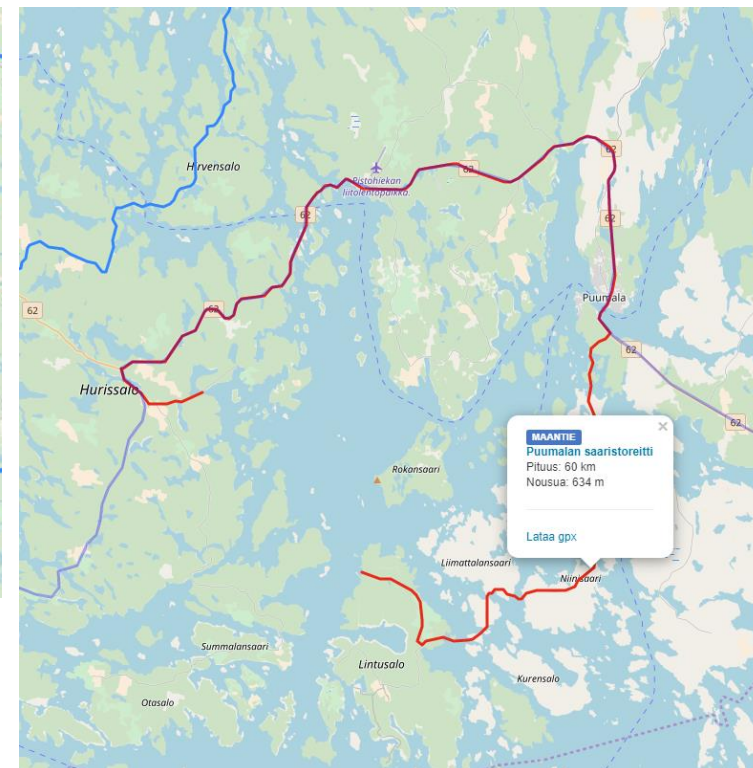 Hirvensalo
62
Pistohiekan
liitolentopaikka.
62
62
62
62
62
62
Puumala
62
Hurissalo
62
×
MAANTIE
Puumalan saaristoreitti
Pituus: 60 km
Nousua: 634 m
Lataa gpx
Rokansaari
Liimattalansaari
Niinisaari
Summalansaari
Lintusalo
Kurensalo
Otasalo